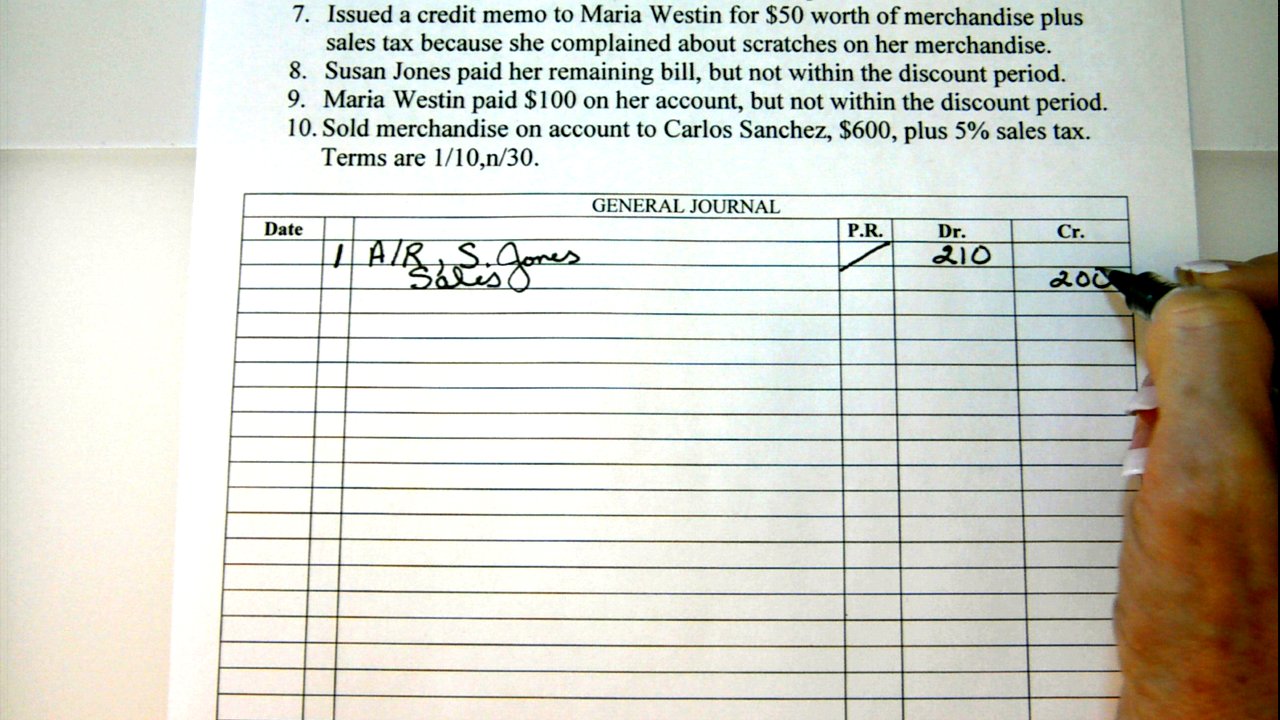 7. Issued a credit memo to Maria Westin for $50 worth of merchandise plus
sales tax because she complained about scratches on her merchandise.
8. Susan Jones paid her remaining bill, but not within the discount period.
9. Maria Westin paid $100 on her account, but not within the discount period.
10. Sold merchandise on account to Carlos Sanchez, $600, plus 5% sales tax.
Terms are 1/10,n/30.
GENERAL JOURNAL
Date P.R. Dr. Cr.
1 A/R, S. Jones / 210
Sales 200